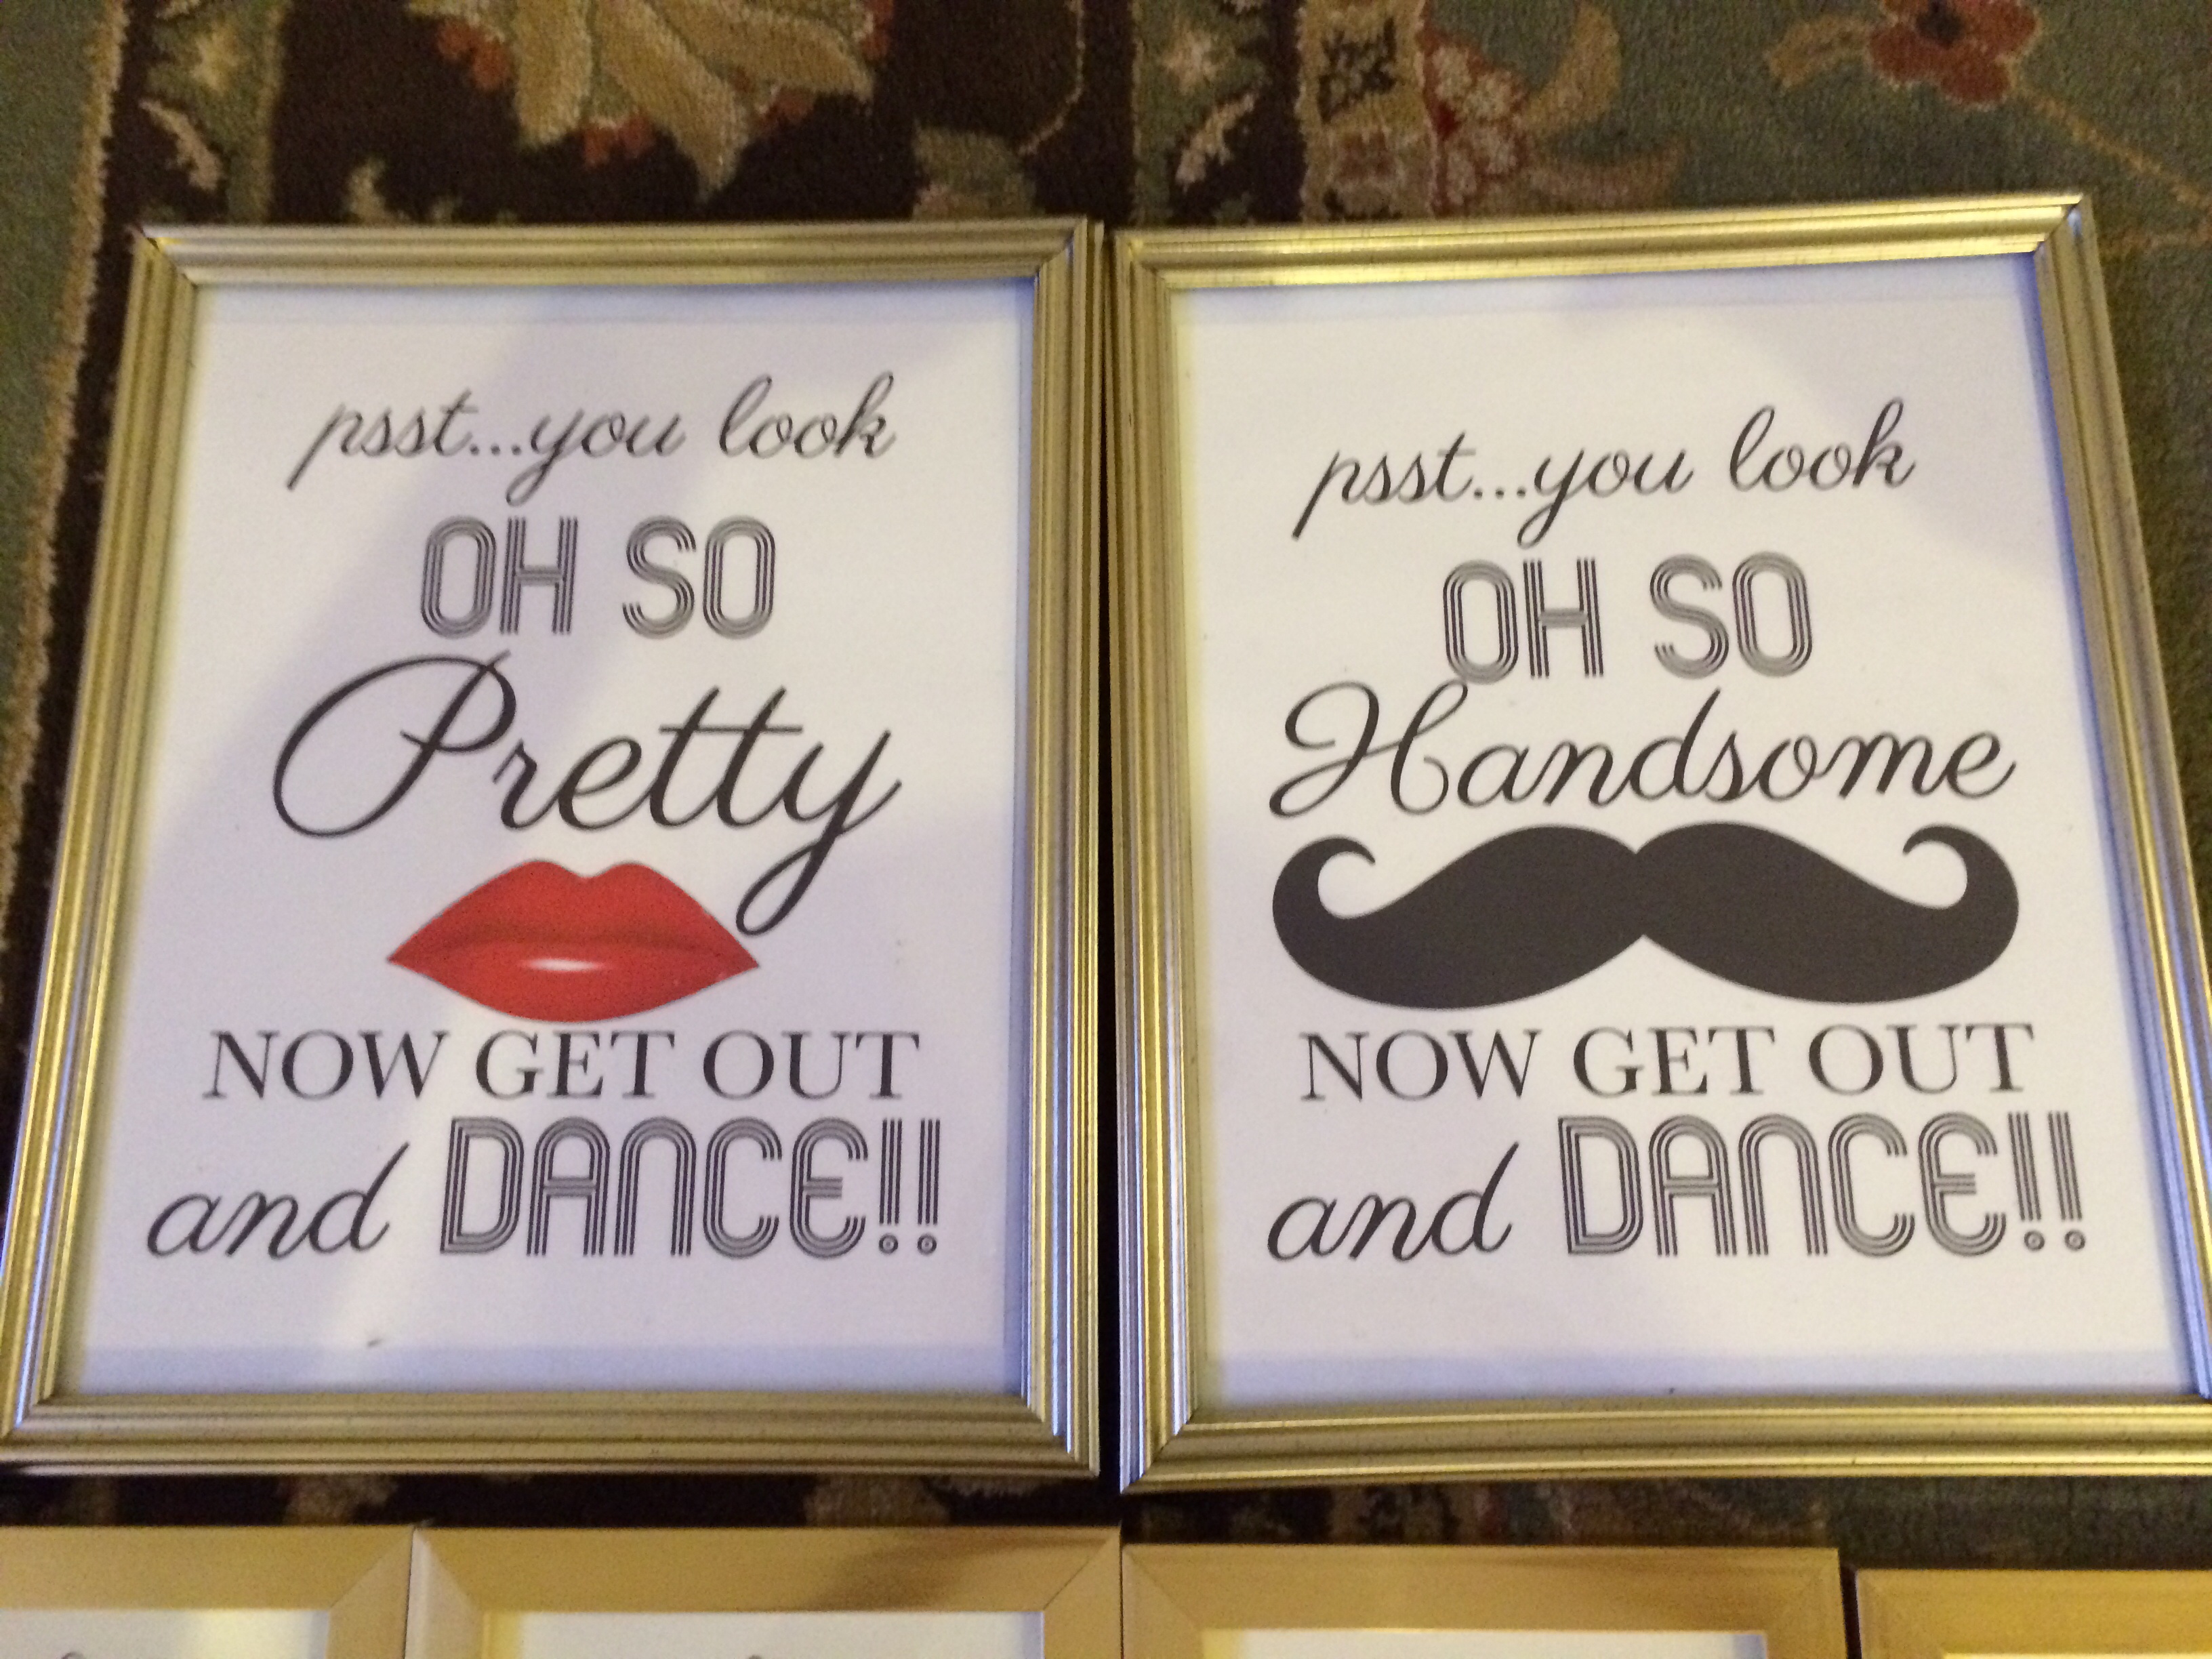 psst...you look
OH SO
Pretty
NOW GET OUT
and DANCE!!
psst...you look
OH SO
Handsome
NOW GET OUT
and DANCE!!